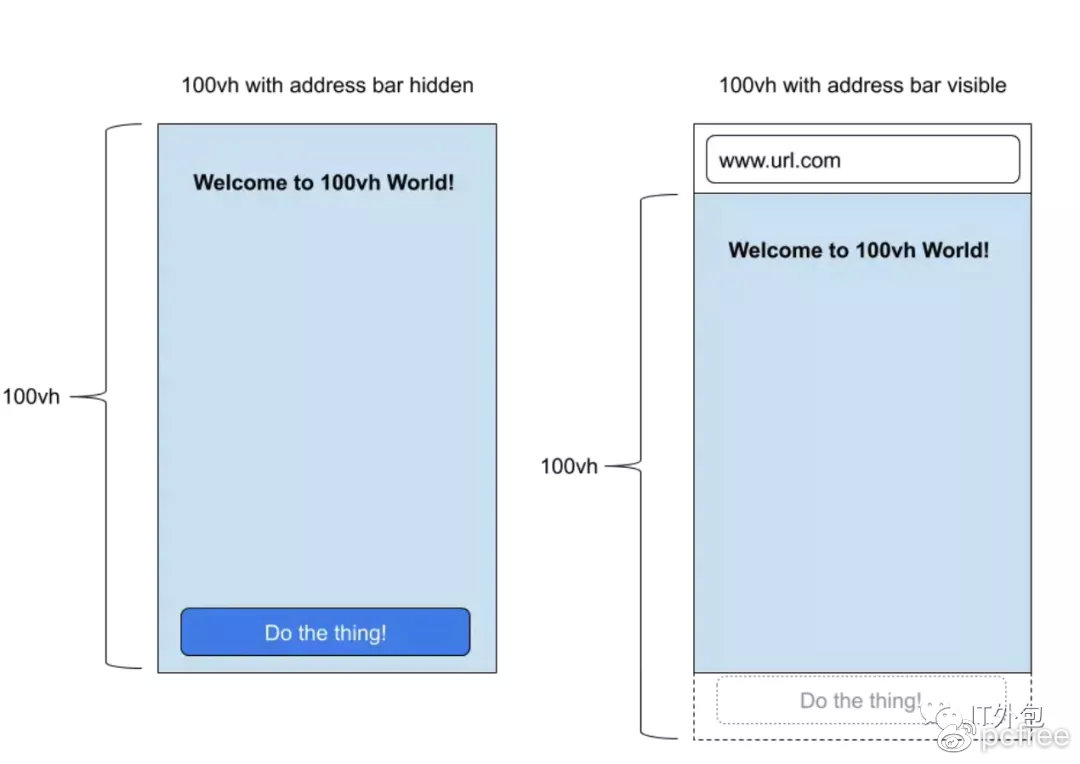 100vh with address bar hidden
100vh with address bar visible
www.url.com
Welcome to 100vh World!
Welcome to 100vh World!
100vh
100vh
Do the thing!
Do the thing!
IT外包
pcfree